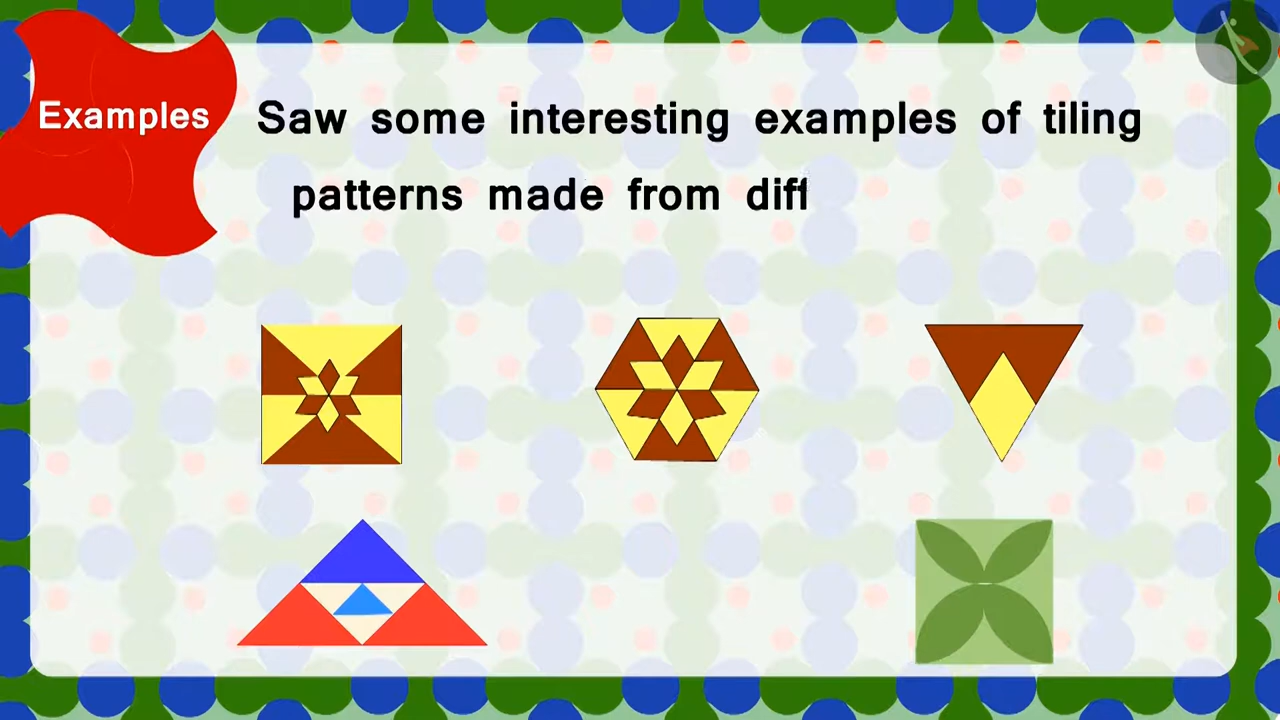 Examples
Saw some interesting examples of tiling
patterns made from